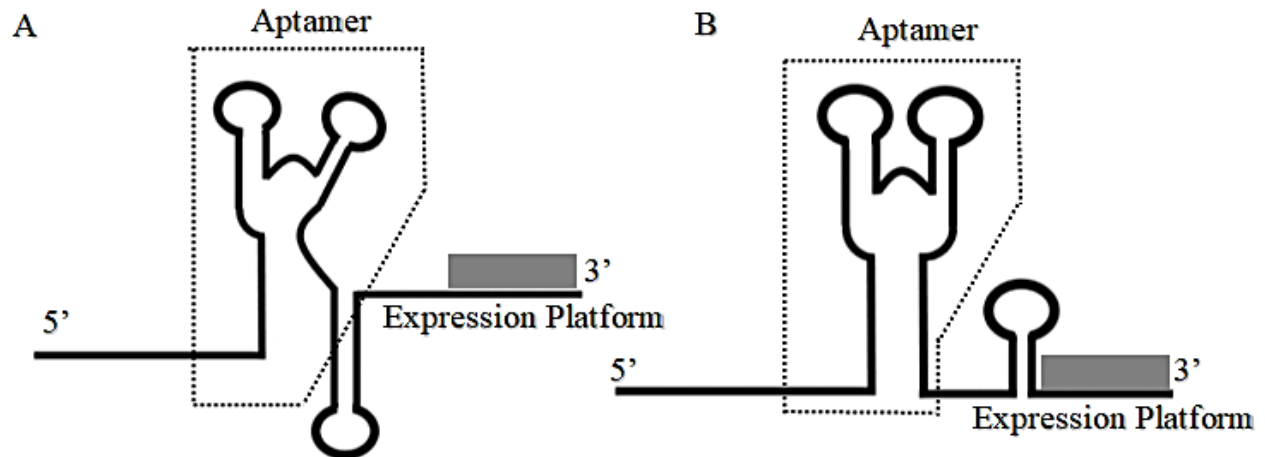 A
Aptamer
5’
3’
Expression Platform
B
Aptamer
5’
3’
Expression Platform